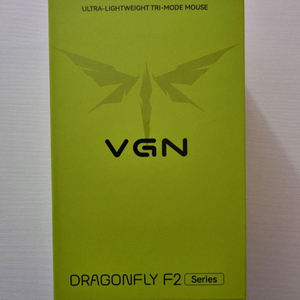 ULTRA-LIGHTWEIGHT TRI-MODE MOUSE
VGN
DRAGONFLY F2 Series